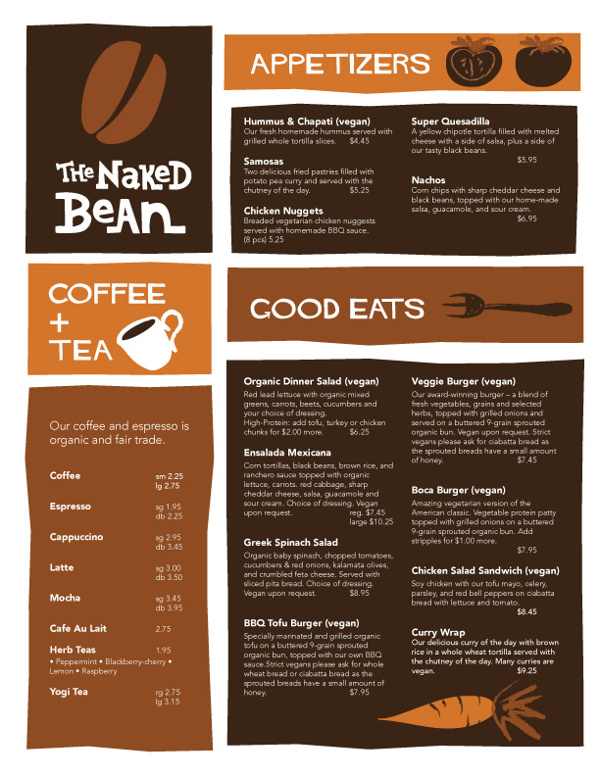 The Naked
Bean
APPETIZERS
Hummus & Chapati (vegan)
Our fresh homemade hummus served with
grilled whole tortilla slices. $4.45
Samosas
Two delicious fried pastries filled with
potato pea curry and served with the
chutney of the day. $5.25
Chicken Nuggets
Breaded vegetarian chicken nuggests
served with homemade BBQ sauce.
(8 pcs) 5.25
Super Quesadilla
A yellow chipotle tortilla filled with melted
cheese with a side of salsa, plus a side of
our tasty black beans.
$5.95
Nachos
Corn chips with sharp cheddar cheese and
black beans, topped with our home-made
salsa, guacamole, and sour cream.
$6.95
COFFEE
+
TEA
Our coffee and espresso is
organic and fair trade.
Coffee sm 2.25
lg 2.75
Espresso sg 1.95
db 2.25
Cappuccino sg 2.95
db 3.45
Latte sg 3.00
db 3.50
Mocha sg 3.45
db 3.95
Cafe Au Lait 2.75
Herb Teas 1.95
• Peppermint • Blackberry-cherry •
Lemon • Raspberry
Yogi Tea rg 2.75
lg 3.15
GOOD EATS
Organic Dinner Salad (vegan)
Red lead lettuce with organic mixed
greens, carrots, beets, cucumbers and
your choice of dressing.
High-Protein: add tofu, turkey or chicken
chunks for $2.00 more. $6.25
Ensalada Mexicana
Corn tortillas, black beans, brown rice, and
ranchero sauce topped with organic
lettuce, carrots. red cabbage, sharp
cheddar cheese, salsa, guacamole and
sour cream. Choice of dressing. Vegan
upon request. reg. $7.45
large $10.25
Greek Spinach Salad
Organic baby spinach, chopped tomatoes,
cucumbers & red onions, kalamata olives,
and crumbled feta cheese. Served with
sliced pita bread. Choice of dressing.
Vegan upon request. $8.95
BBQ Tofu Burger (vegan)
Specially marinated and grilled organic
tofu on a buttered 9-grain sprouted
organic bun, topped with our own BBQ
sauce.Strict vegans please ask for whole
wheat bread or ciabatta bread as the
sprouted breads have a small amount of
honey. $7.95
Veggie Burger (vegan)
Our award-winning burger – a blend of
fresh vegetables, grains and selected
herbs, topped with grilled onions and
served on a buttered 9-grain sprouted
organic bun. Vegan upon request. Strict
vegans please ask for ciabatta bread as
the sprouted breads have a small amount
of honey. $7.45
Boca Burger (vegan)
Amazing vegetarian version of the
American classic. Vegetable protein patty
topped with grilled onions on a buttered
9-grain sprouted organic bun. Add
stripples for $1.00 more.
$7.95
Chicken Salad Sandwich (vegan)
Soy chicken with our tofu mayo, celery,
parsley, and red bell peppers on ciabatta
bread with lettuce and tomato.
$8.45
Curry Wrap
Our delicious curry of the day with brown
rice in a whole wheat tortilla served with
the chutney of the day. Many curries are
vegan. $9.25